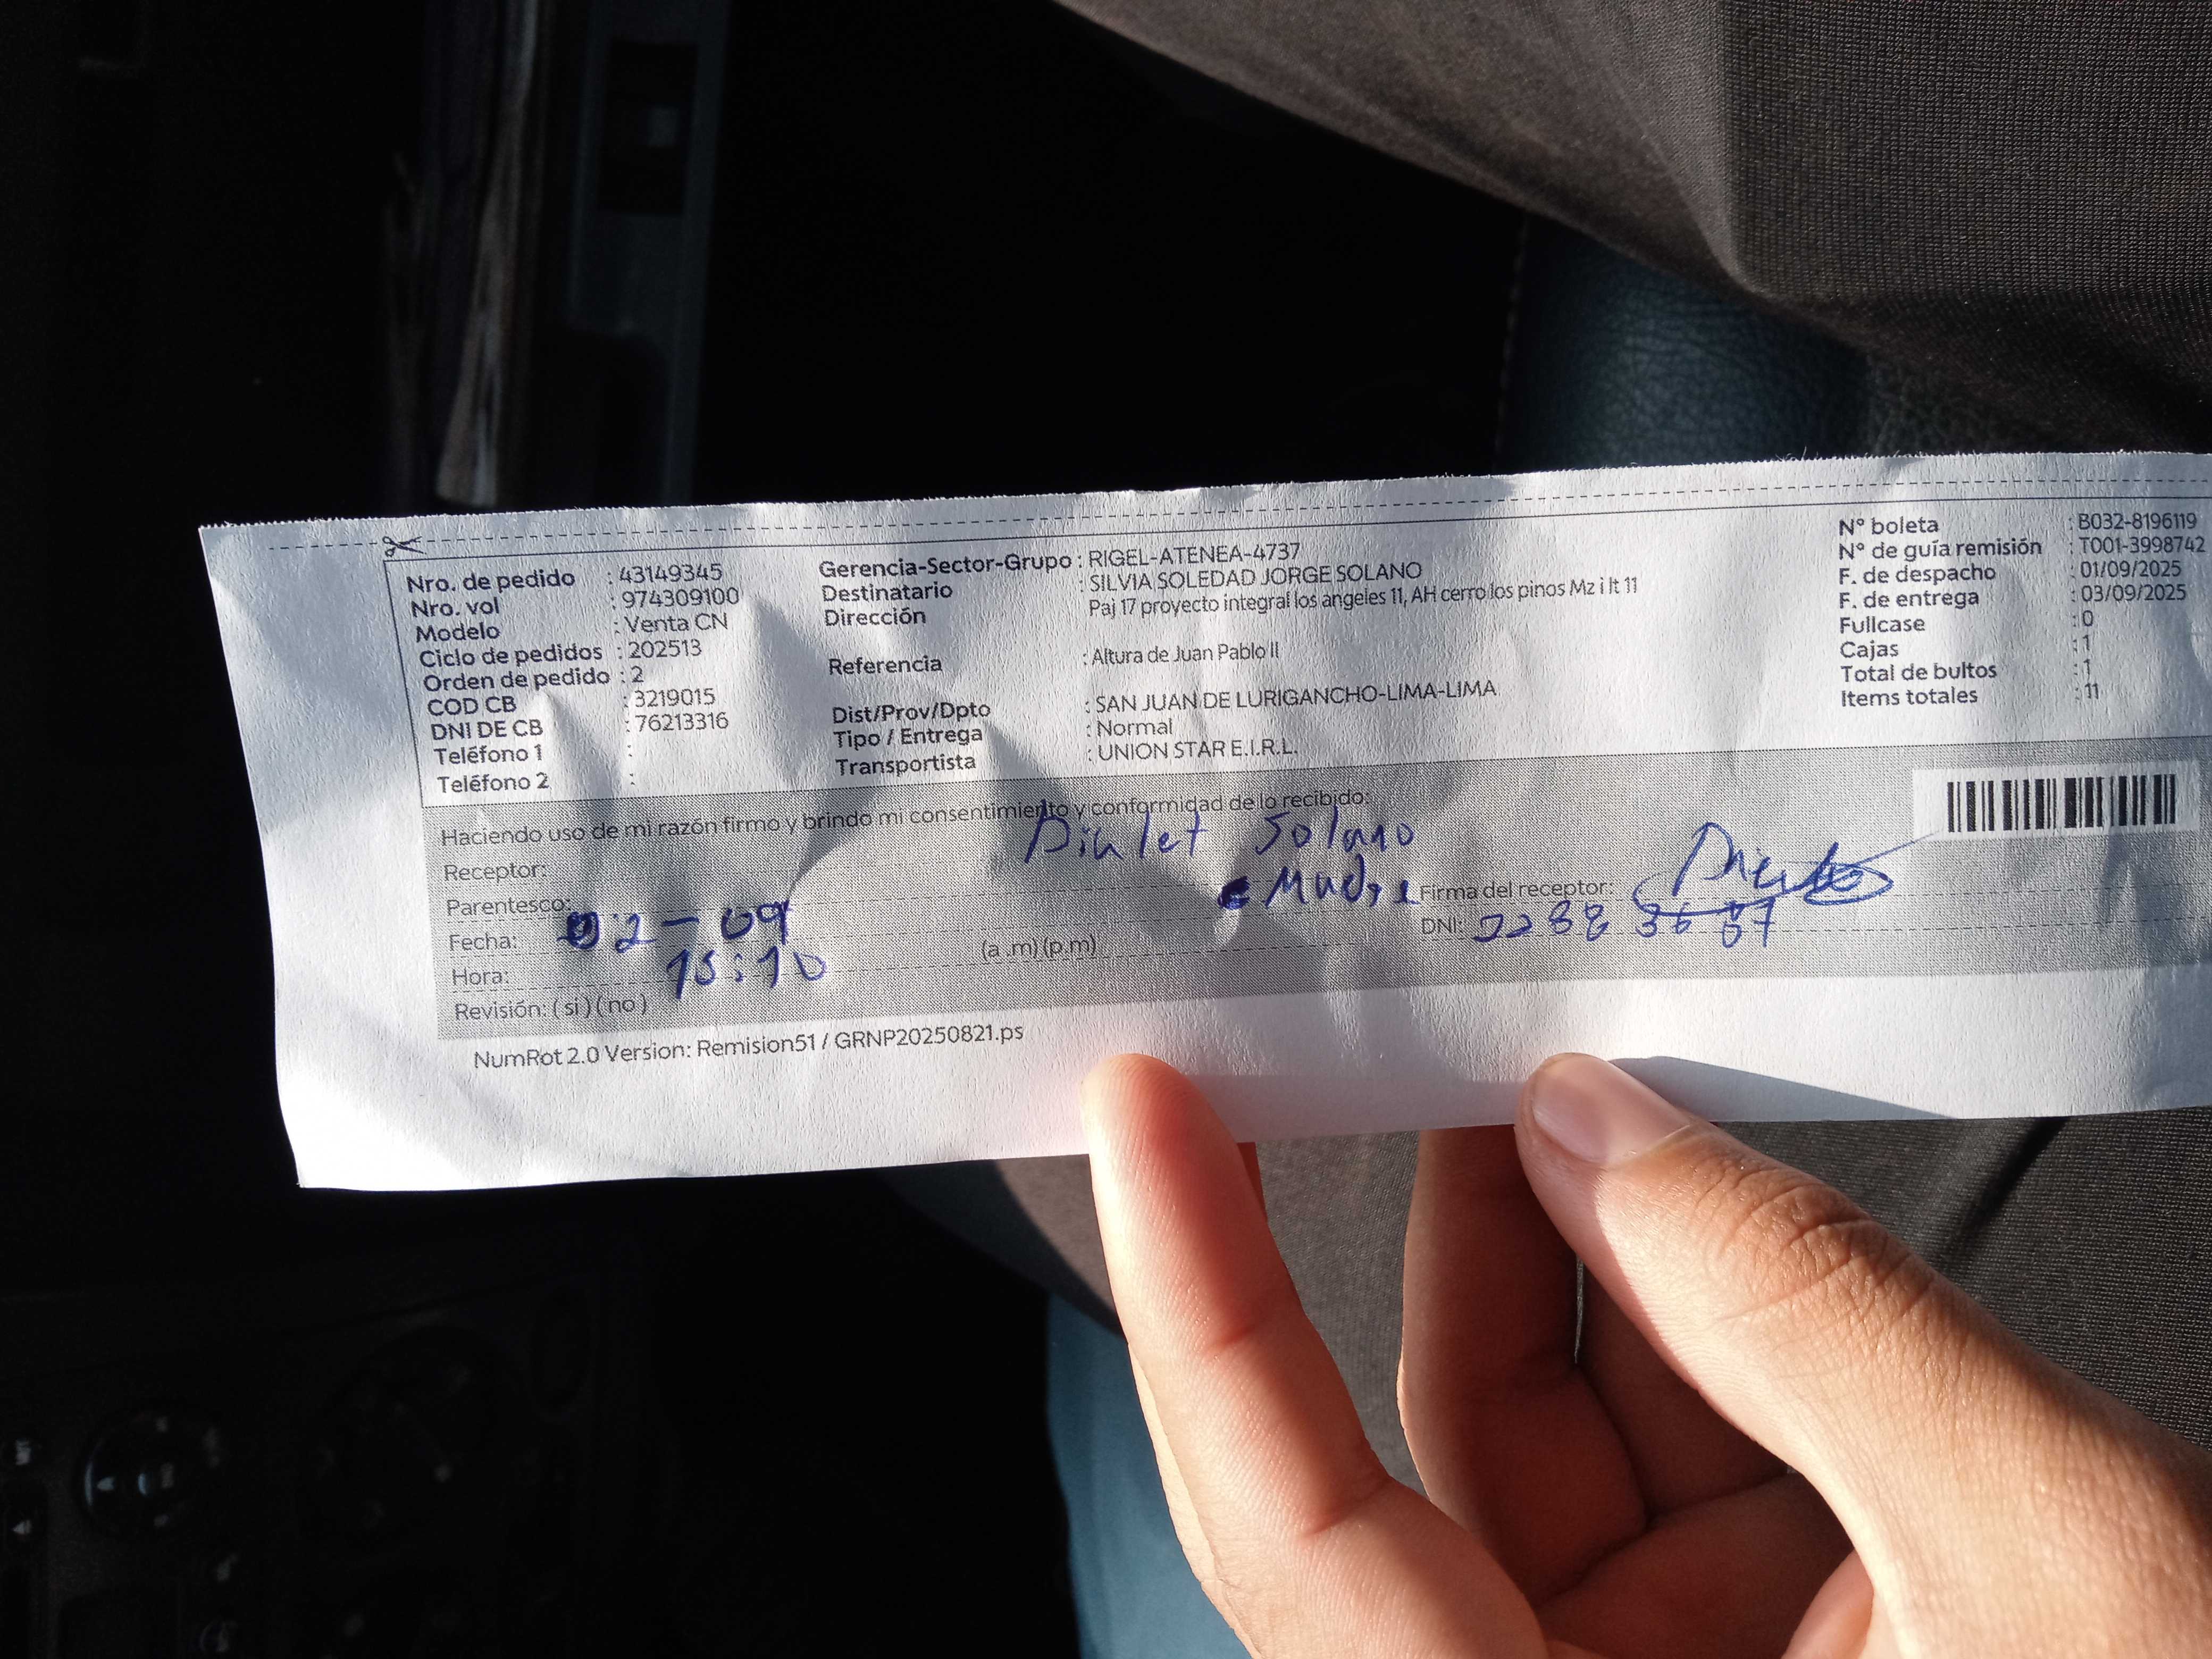 Nro. de pedido : 43149345
Nro. vol : 974309100
Modelo : Venta CN
Ciclo de pedidos : 202513
Orden de pedido : 2
COD CB : 3219015
DNI DE CB : 76213316
Teléfono 1 :
Teléfono 2 :
Gerencia-Sector-Grupo : RIGEL-ATENEA-4737
Destinatario : SILVIA SOLEDAD JORGE SOLANO
Dirección Paj 17 proyecto integral los angeles 11, AH cerro los pinos Mz i lt 11
Referencia : Altura de Juan Pablo II
Dist/Prov/Dpto : SAN JUAN DE LURIGANCHO-LIMA-LIMA
Tipo / Entrega : Normal
Transportista : UNION STAR E.I.R.L.
N° boleta : B032-8196119
N° de guía remisión : T001-3998742
F. de despacho : 01/09/2025
F. de entrega : 03/09/2025
Fullcase : 0
Cajas : 1
Total de bultos : 1
Items totales : 11
Haciendo uso de mi razón firmo y brindo mi consentimiento y conformidad de lo recibido:
Receptor: Solano
Parentesco: Madre
Firma del receptor:
Fecha: 02-09
DNI:
Hora: 15:10 (a.m) (p.m)
Revisión: ( si ) ( no )
NumRot 2.0 Version: Remision51 / GRNP20250821.ps